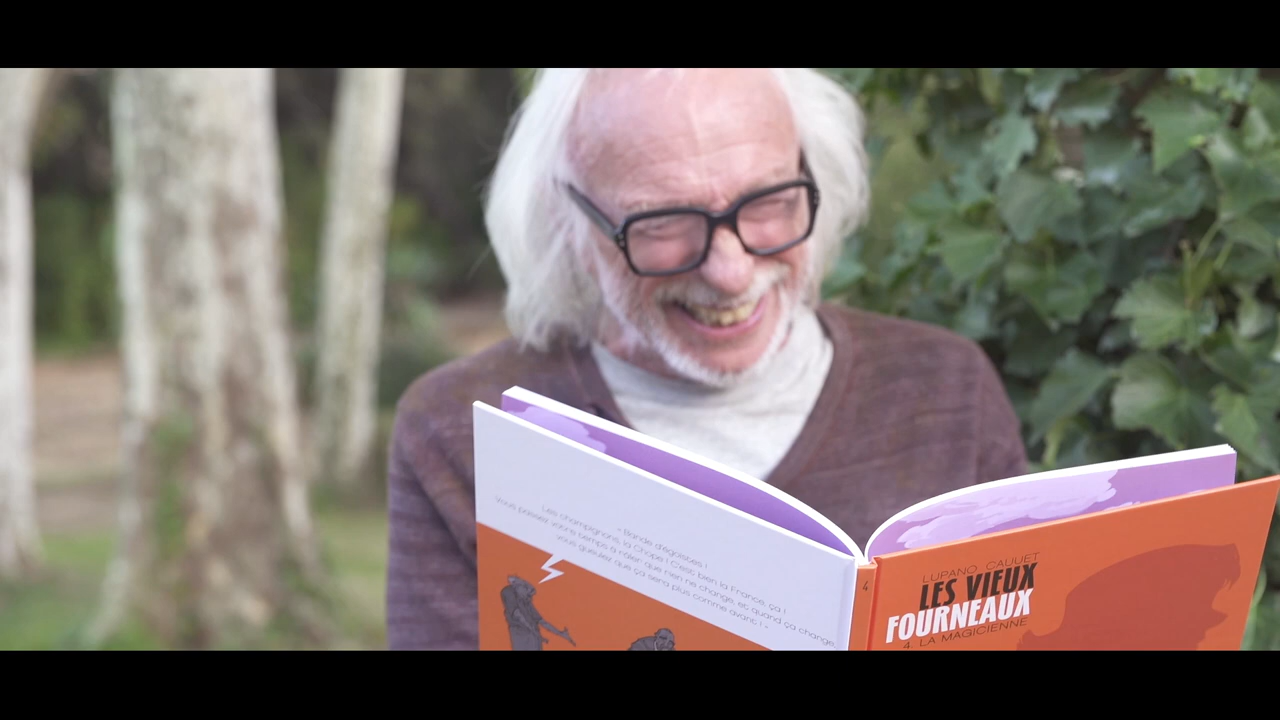 - Bande d'égoïstes !
Les champignons, la Chape ! C'est bien la France, ça !
Vous passez votre temps à râler que rien ne change, et quand ça change,
vous gueulez que ça sera plus comme avant ! -
4
LUPANO CAUUET
LES VIEUX
FOURNEAUX
4. LA MAGICIENNE